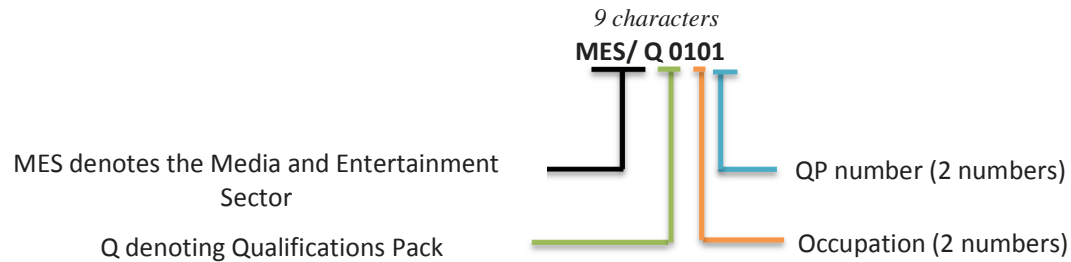 9 characters
MES/ Q 0101
MES denotes the Media and Entertainment
Sector
QP number (2 numbers)
Q denoting Qualifications Pack
Occupation (2 numbers)